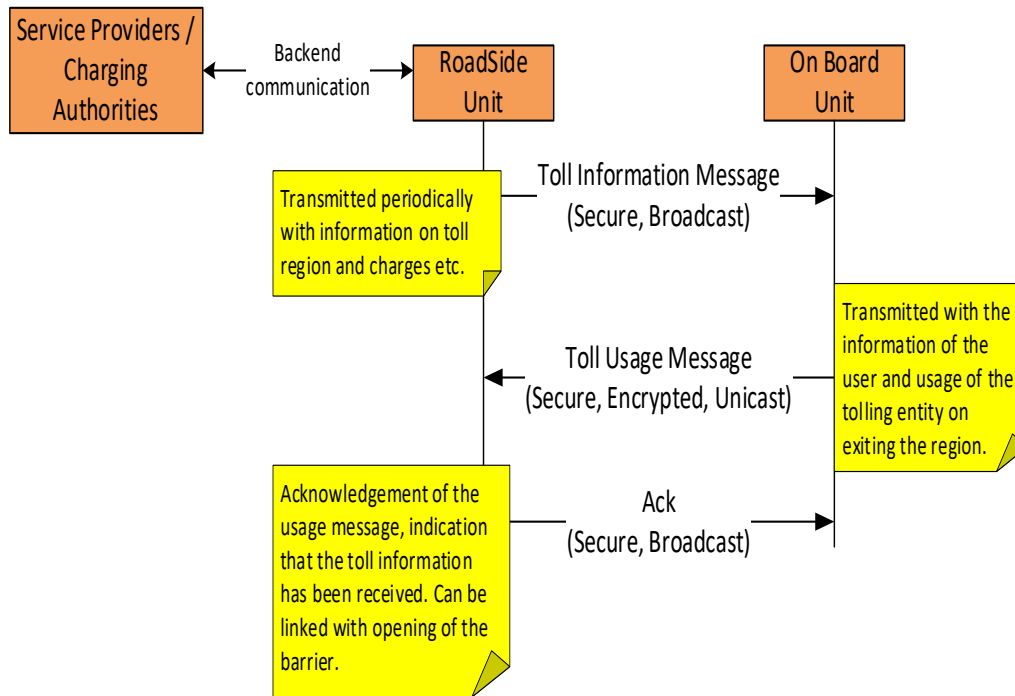 Service Providers /
Charging
Authorities
Backend
communication
RoadSide
Unit
On Board
Unit
Transmitted periodically
with information on toll
region and charges etc.
Toll Information Message
(Secure, Broadcast)
Transmitted with the
information of the
user and usage of the
tolling entity on
exiting the region.
Toll Usage Message
(Secure, Encrypted, Unicast)
Acknowledgement of the
usage message, indication
that the toll information
has been received. Can be
linked with opening of the
barrier.
Ack
(Secure, Broadcast)